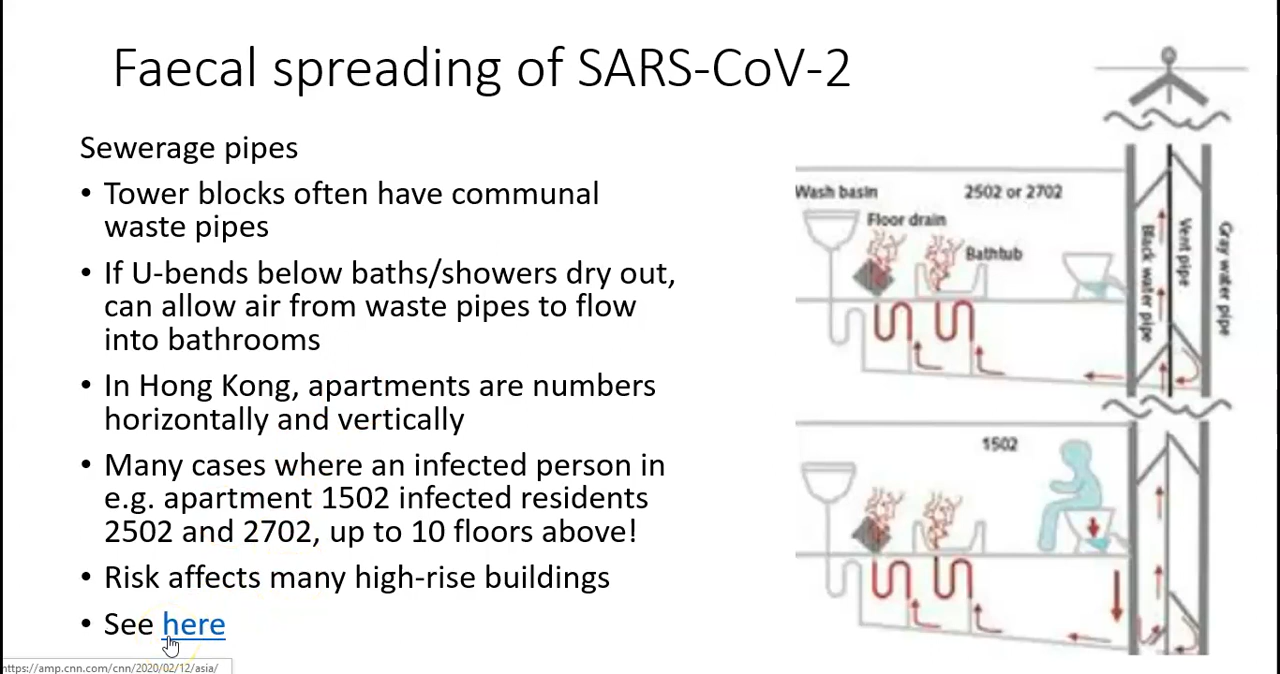 Faecal spreading of SARS-CoV-2
Sewerage pipes
• Tower blocks often have communal
waste pipes
• If U-bends below baths/showers dry out,
can allow air from waste pipes to flow
into bathrooms
• In Hong Kong, apartments are numbers
horizontally and vertically
• Many cases where an infected person in
e.g. apartment 1502 infected residents
2502 and 2702, up to 10 floors above!
• Risk affects many high-rise buildings
• See here
https://amp.cnn.com/cnn/2020/02/12/asia/
Wash basin
2502 or 2702
Floor drain
Bathtub
Black water pipe
Vent pipe
Gray water pipe
1502